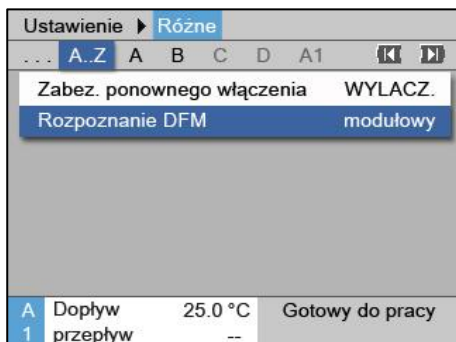 Ustawienie ▶ Różne
... A..Z A B C D A1
Zabez. ponownego włączenia WYLACZ.
Rozpoznanie DFM modułowy
A Dopływ 25.0 °C Gotowy do pracy
1 przepływ --